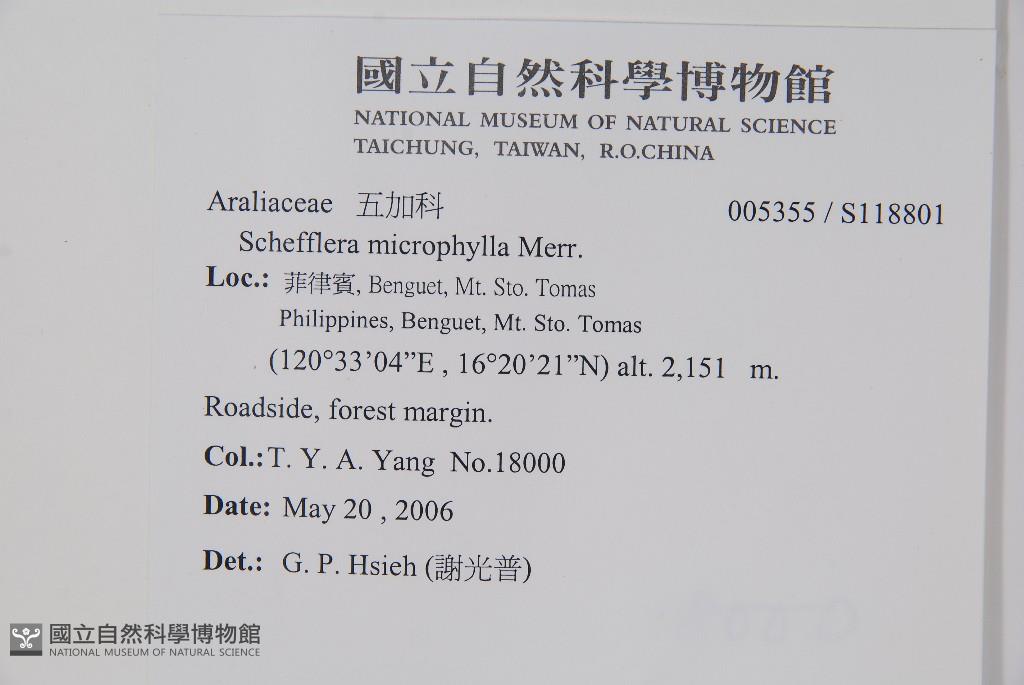 國立自然科學博物館
NATIONAL MUSEUM OF NATURAL SCIENCE
TAICHUNG, TAIWAN, R.O.CHINA
Araliaceae 五加科 005355 / S118801
Schefflera microphylla Merr.
Loc.: 菲律賓, Benguet, Mt. Sto. Tomas
Philippines, Benguet, Mt. Sto. Tomas
(120°33’04”E , 16°20’21”N) alt. 2,151 m.
Roadside, forest margin.
Col.: T. Y. A. Yang No.18000
Date: May 20 , 2006
Det.: G. P. Hsieh (謝光普)
國立自然科學博物館
NATIONAL MUSEUM OF NATURAL SCIENCE